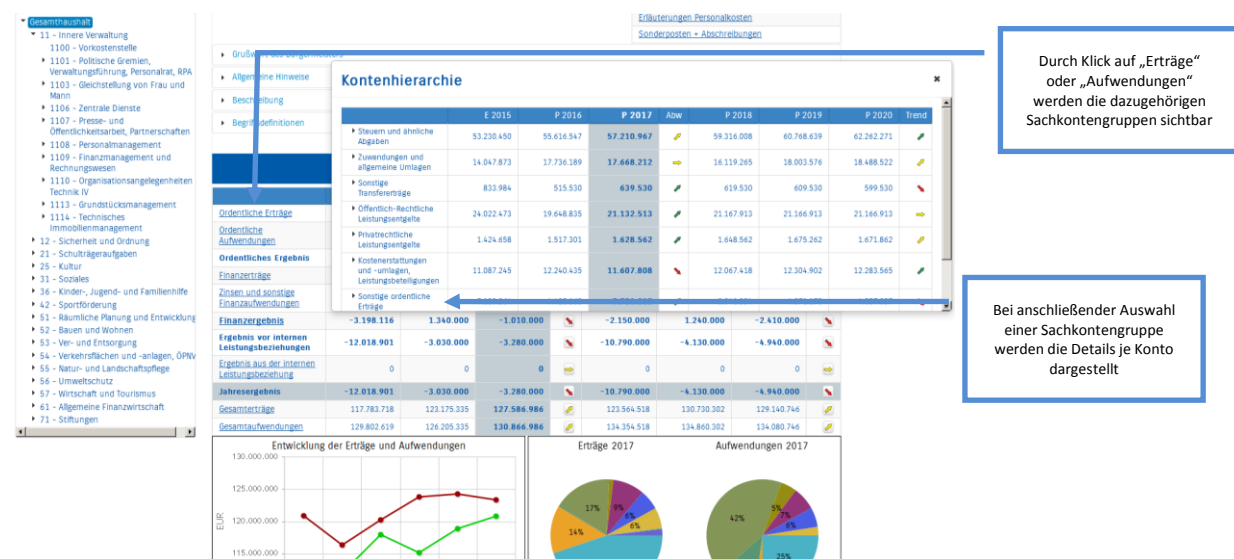 Gesamthaushalt
11 - Innere Verwaltung
1100 - Vorkostenstelle
1101 - Politische Gremien,
Verwaltungsführung, Personalrat, RPA
1103 - Gleichstellung von Frau und
Mann
1106 - Zentrale Dienste
1107 - Presse- und
Öffentlichkeitsarbeit, Partnerschaften
1108 - Personalmanagement
1109 - Finanzmanagement und
Rechnungswesen
1110 - Organisationsangelegenheiten
Technik IV
1113 - Grundstücksmanagement
1114 - Technisches
Immobilienmanagement
12 - Sicherheit und Ordnung
21 - Schulträgeraufgaben
25 - Kultur
31 - Soziales
36 - Kinder-, Jugend- und Familienhilfe
42 - Sportförderung
51 - Räumliche Planung und Entwicklung
52 - Bauen und Wohnen
53 - Ver- und Entsorgung
54 - Verkehrsflächen und -anlagen, ÖPNV
55 - Natur- und Landschaftspflege
56 - Umweltschutz
57 - Wirtschaft und Tourismus
61 - Allgemeine Finanzwirtschaft
71 - Stiftungen
Erläuterungen Personalkosten
Sonderposten + Abschreibungen
Allgemeine Hinweise
Kontenhierarchie
E 2015 P 2016 P 2017 Abw P 2018 P 2019 P 2020 Trend
Steuern und ähnliche
Abgaben 53.230.450 55.616.547 57.210.967 59.316.008 60.768.639 62.262.271
Zuwendungen und
allgemeine Umlagen 14.047.873 17.736.189 17.668.212 16.119.265 18.003.576 18.488.522
Sonstige
Transfererträge 833.984 515.530 639.530 619.530 609.530 599.530
Öffentlich-Rechtliche
Leistungsentgelte 24.022.473 19.648.835 21.132.513 21.167.913 21.166.913 21.166.913
Privatrechtliche
Leistungsentgelte 1.424.658 1.517.301 1.628.562 1.648.562 1.675.262 1.671.862
Kostenerstattungen
und -umlagen,
Leistungsbeteiligungen 11.087.245 12.240.435 11.607.808 12.067.418 12.304.902 12.283.565
Sonstige ordentliche
Erträge
Ordentliche Erträge
Ordentliche
Aufwendungen
Ordentliches Ergebnis
Finanzerträge
Zinsen und sonstige
Finanzaufwendungen
Finanzergebnis -3.198.116 1.340.000 -1.010.000 -2.150.000 1.240.000 -2.410.000
Ergebnis vor internen
Leistungsbeziehungen -12.018.901 -3.030.000 -3.280.000 -10.790.000 -4.130.000 -4.940.000
Ergebnis aus der internen
Leistungsbeziehung 0 0 0 0 0 0
Jahresergebnis -12.018.901 -3.030.000 -3.280.000 -10.790.000 -4.130.000 -4.940.000
Gesamterträge 117.783.718 123.175.335 127.586.986 123.564.518 130.730.302 129.140.746
Gesamtaufwendungen 129.802.619 126.205.335 130.866.986 134.354.518 134.860.302 134.080.746
Entwicklung der Erträge und Aufwendungen
130.000.000
125.000.000
120.000.000
115.000.000
EUR
Erträge 2017
17%
9%
6%
6%
14%
Aufwendungen 2017
42%
5%
7%
6%
25%
Durch Klick auf „Erträge“
oder „Aufwendungen“
werden die dazugehörigen
Sachkontengruppen sichtbar
Bei anschließender Auswahl
einer Sachkontengruppe
werden die Details je Konto
dargestellt